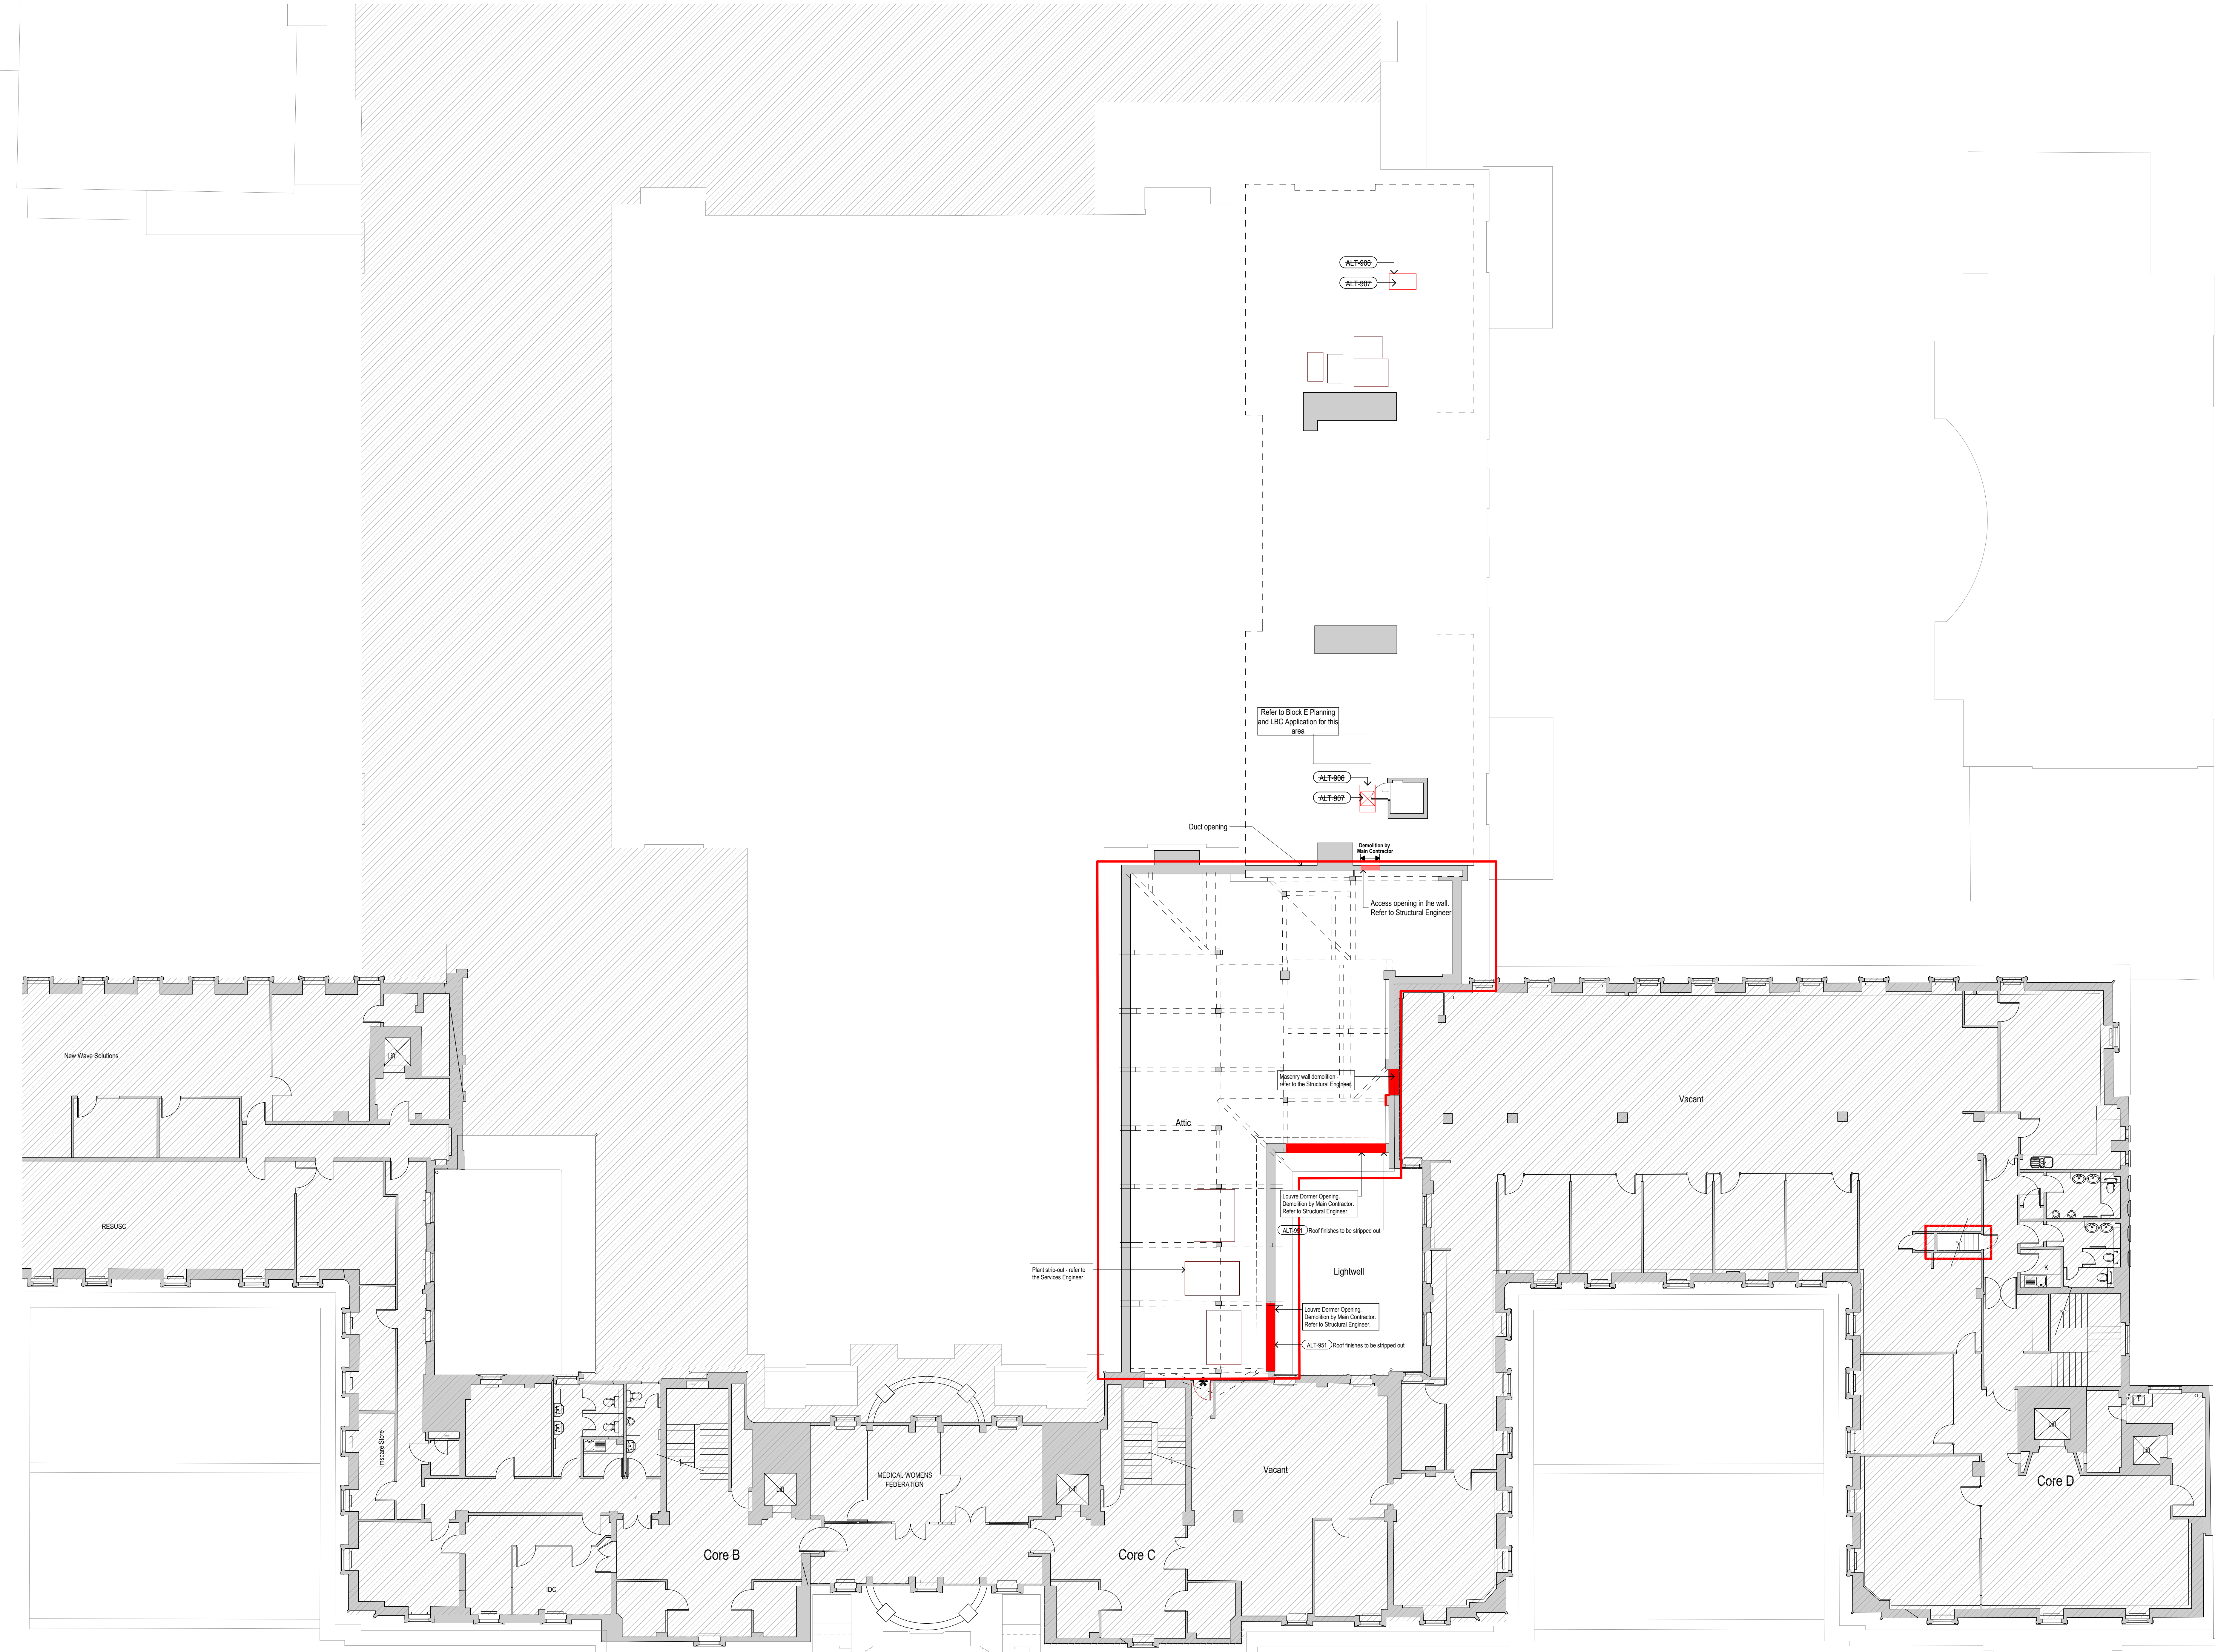 ALT-906
ALT-907
Refer to Block E Planning
and LBC Application for this
area
ALT-906
ALT-907
Duct opening
Demolition by
Main Contractor
Access opening in the wall.
Refer to Structural Engineer
New Wave Solutions
Lift
Masonry wall demolition -
refer to the Structural Engineer
Vacant
Attic
Louvre Dormer Opening.
Demolition by Main Contractor.
Refer to Structural Engineer.
RESUSC
ALT-951 Roof finishes to be stripped out
Plant strip-out - refer to
the Services Engineer
Lightwell
K
Louvre Dormer Opening.
Demolition by Main Contractor.
Refer to Structural Engineer.
ALT-951 Roof finishes to be stripped out
*
Inspare Store
MEDICAL WOMENS
FEDERATION
Lift
Lift
Vacant
Lift
Lift
Core D
Core B
Core C
IDC